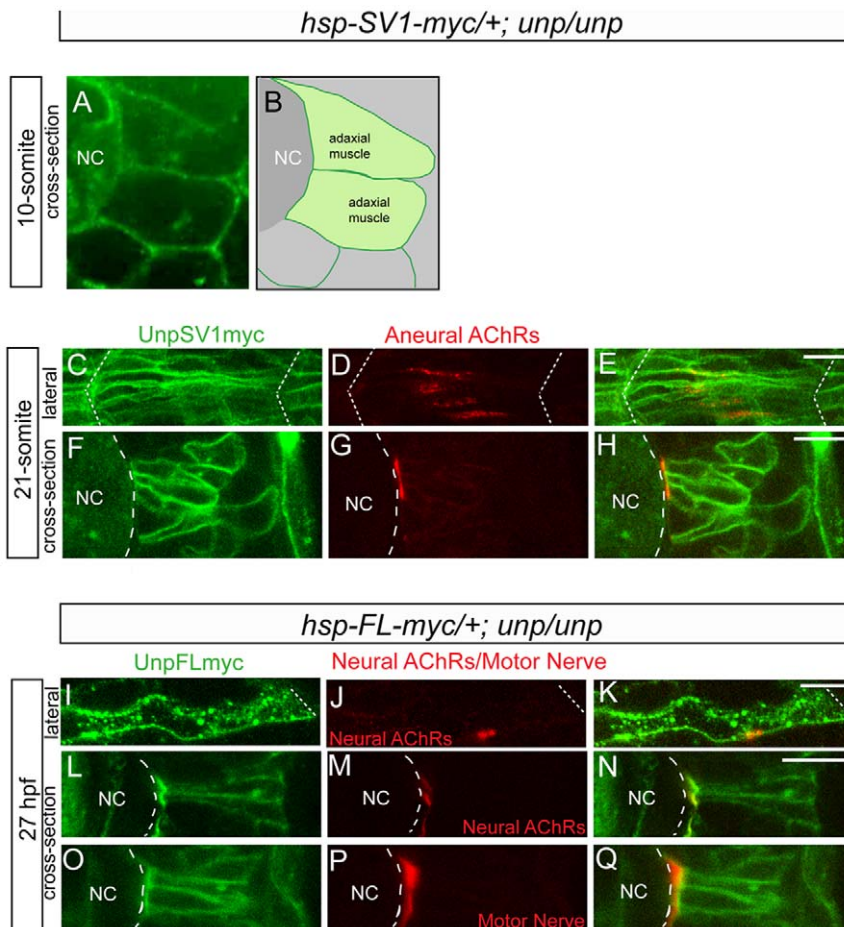 hsp-SV1-myc/+; unp/unp
10-somite
cross-section
A
NC
B
NC
adaxial
muscle
adaxial
muscle
UnpSV1myc
Aneural AChRs
21-somite
lateral
C
D
E
cross-section
F
NC
G
NC
H
NC
hsp-FL-myc/+; unp/unp
UnpFLmyc
Neural AChRs/Motor Nerve
27 hpf
lateral
I
J
Neural AChRs
K
cross-section
L
NC
M
NC
Neural AChRs
N
NC
O
NC
P
NC
Motor Nerve
Q
NC